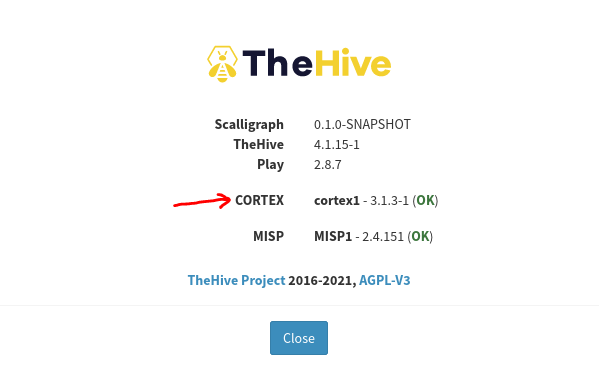 TheHive
Scalligraph 0.1.0-SNAPSHOT
TheHive 4.1.15-1
Play 2.8.7
CORTEX cortex1 - 3.1.3-1 (OK)
MISP MISP1 - 2.4.151 (OK)
TheHive Project 2016-2021, AGPL-V3
Close